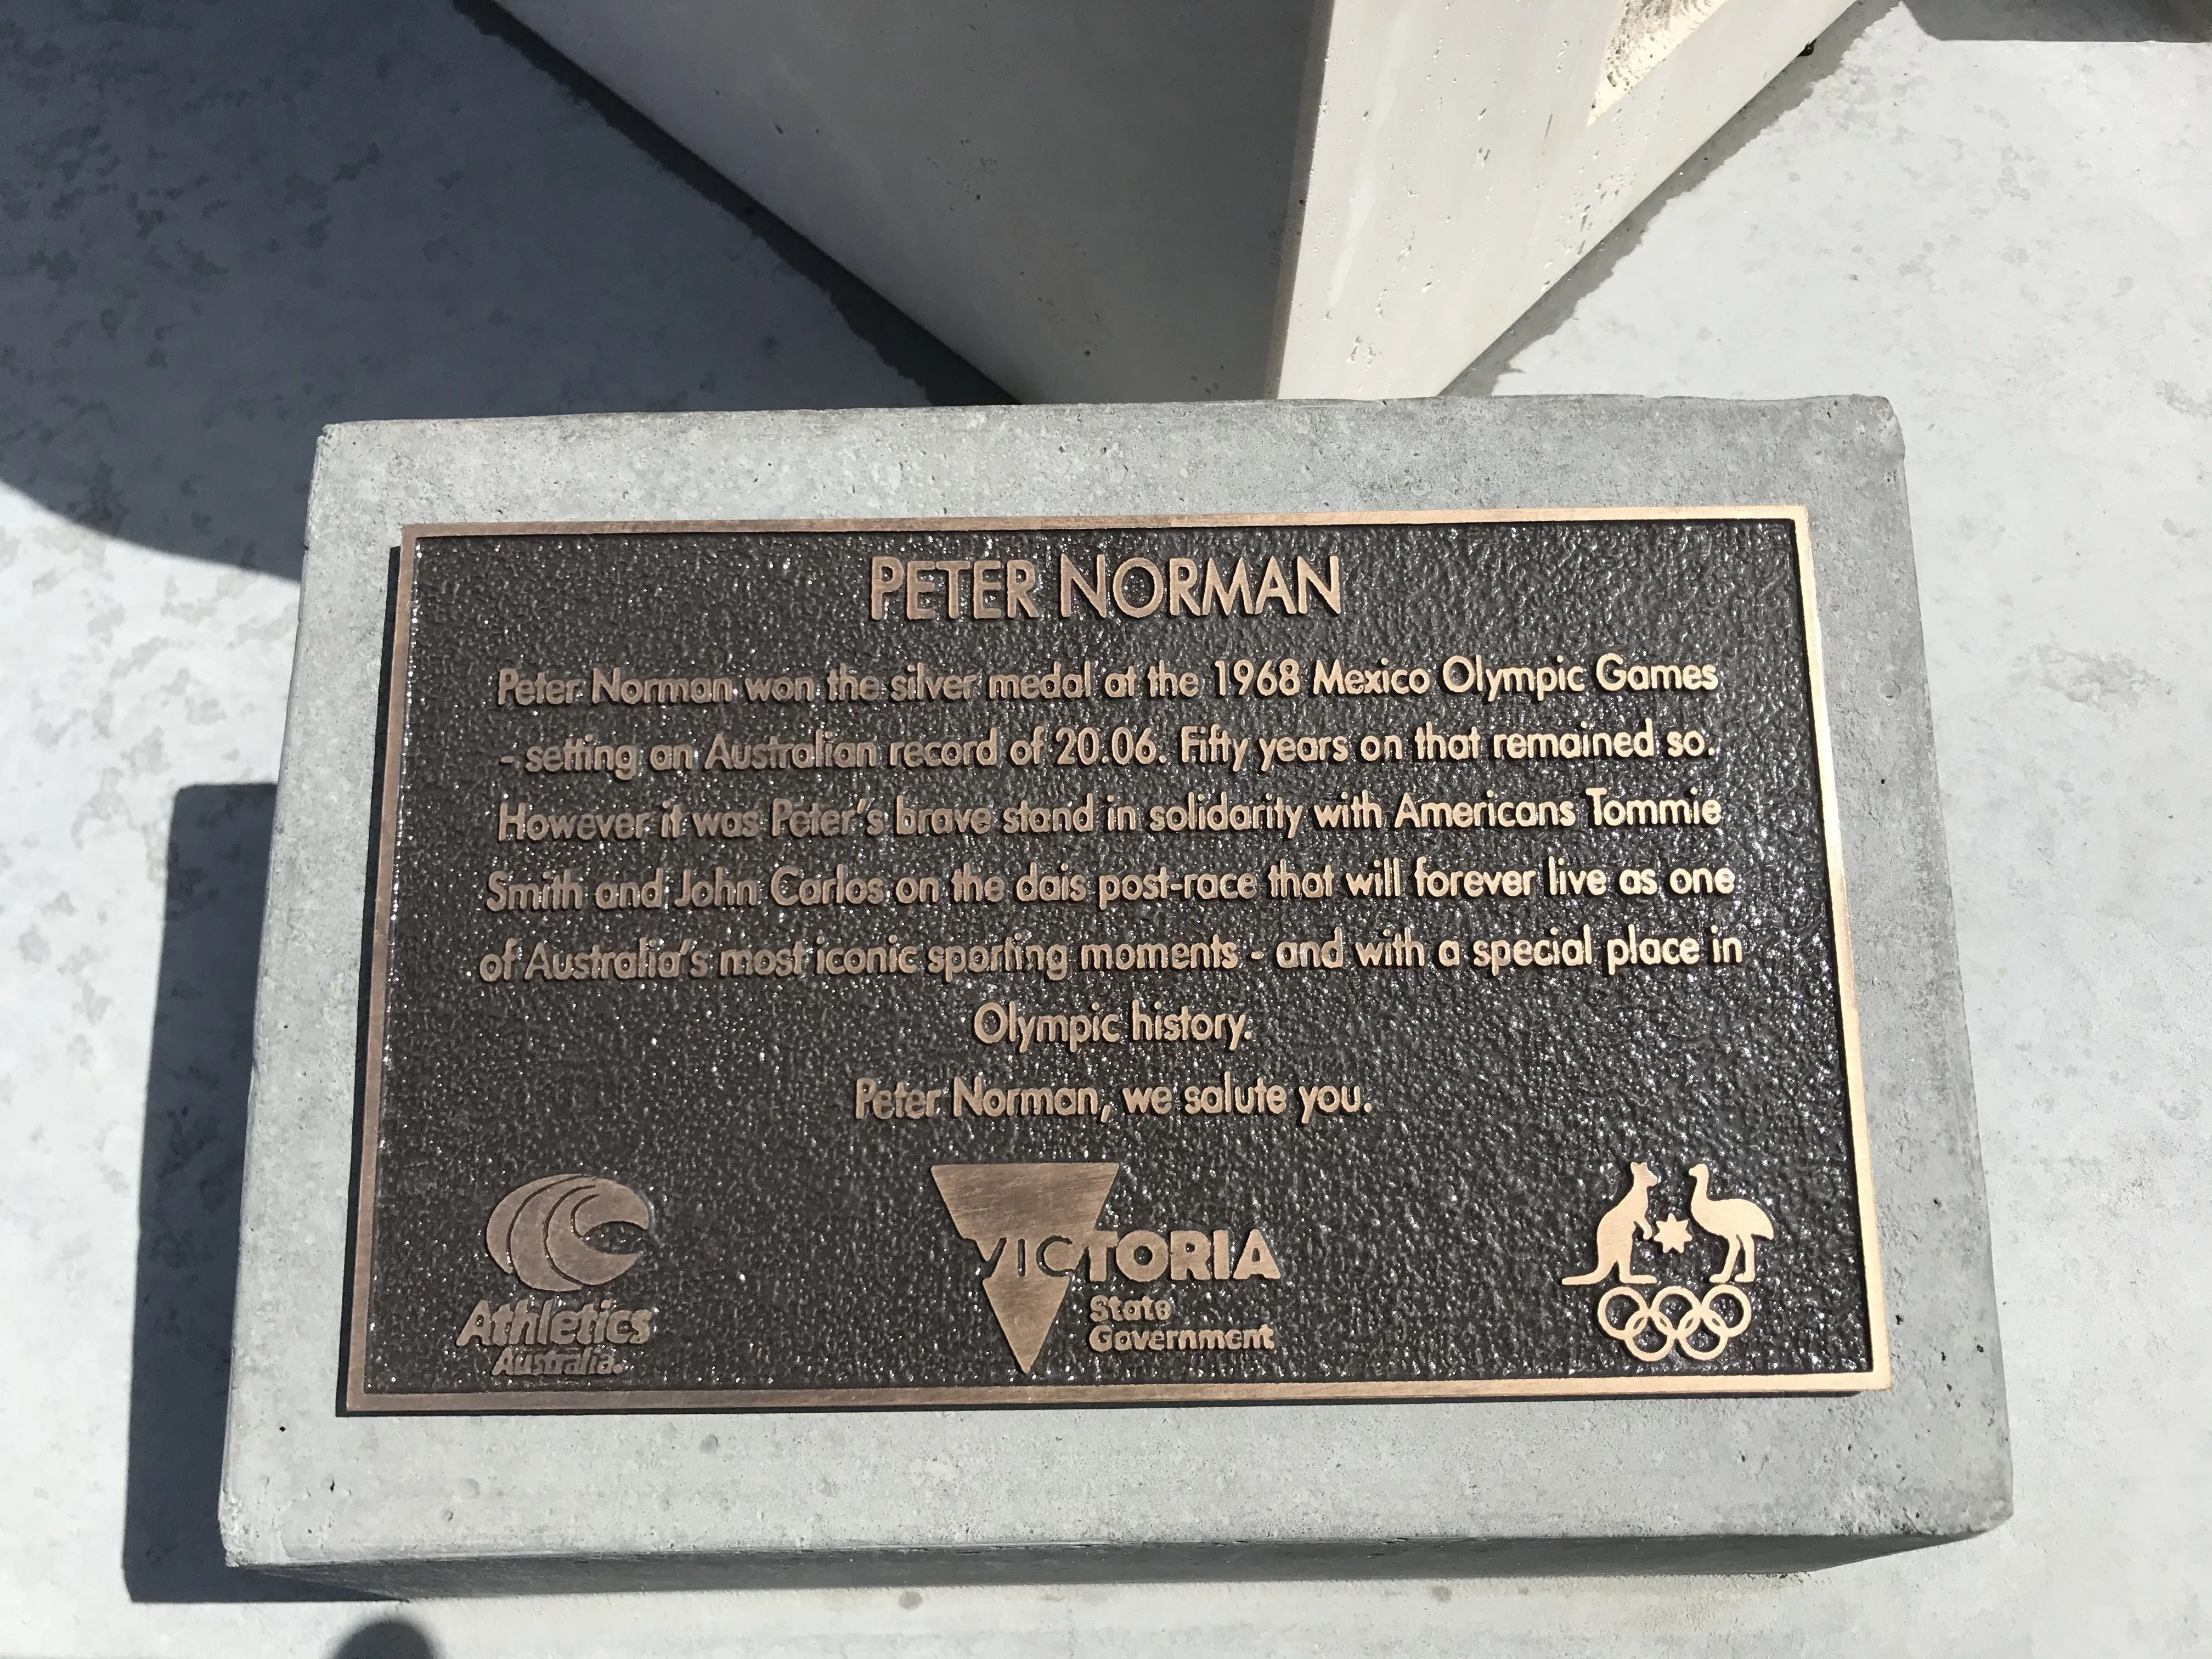 PETER NORMAN
Peter Norman won the silver medal at the 1968 Mexico Olympic Games
- setting an Australian record of 20.06. Fifty years on that remained so.
However it was Peter's brave stand in solidarity with Americans Tommie
Smith and John Carlos on the dais post-race that will forever live as one
of Australia's most iconic sporting moments - and with a special place in
Olympic history.
Peter Norman, we salute you.
Athletics
Australia.
VICTORIA
State
Government